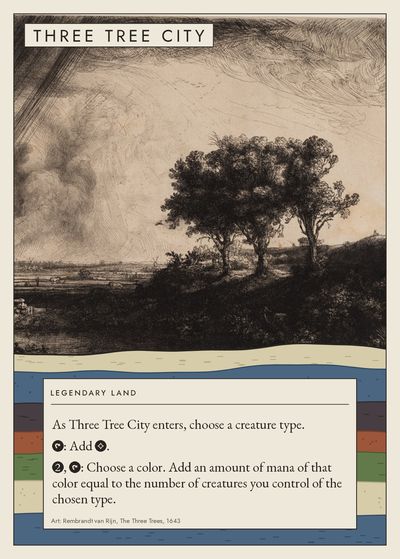 THREE TREE CITY
LEGENDARY LAND
As Three Tree City enters, choose a creature type.
: Add .
2, : Choose a color. Add an amount of mana of that
color equal to the number of creatures you control of the
chosen type.
Art: Rembrandt van Rijn, The Three Trees, 1643